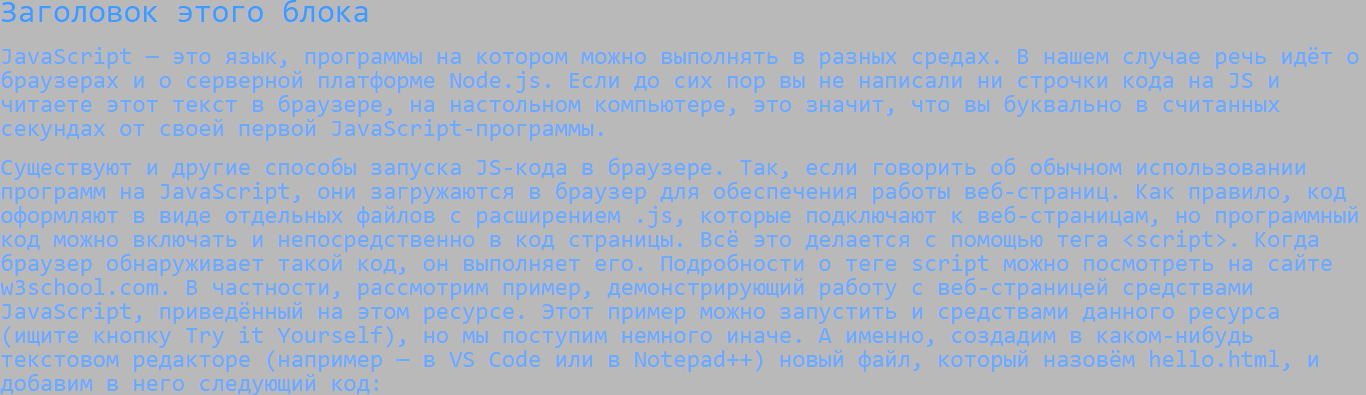 Заголовок этого блока
JavaScript — это язык, программы на котором можно выполнять в разных средах. В нашем случае речь идёт о
браузерах и о серверной платформе Node.js. Если до сих пор вы не написали ни строчки кода на JS и
читаете этот текст в браузере, на настольном компьютере, это значит, что вы буквально в считанных
секундах от своей первой JavaScript-программы.
Существуют и другие способы запуска JS-кода в браузере. Так, если говорить об обычном использовании
программ на JavaScript, они загружаются в браузер для обеспечения работы веб-страниц. Как правило, код
оформляют в виде отдельных файлов с расширением .js, которые подключают к веб-страницам, но программный
код можно включать и непосредственно в код страницы. Всё это делается с помощью тега <script>. Когда
браузер обнаруживает такой код, он выполняет его. Подробности о теге script можно посмотреть на сайте
w3school.com. В частности, рассмотрим пример, демонстрирующий работу с веб-страницей средствами
JavaScript, приведённый на этом ресурсе. Этот пример можно запустить и средствами данного ресурса
(ищите кнопку Try it Yourself), но мы поступим немного иначе. А именно, создадим в каком-нибудь
текстовом редакторе (например — в VS Code или в Notepad++) новый файл, который назовём hello.html, и
добавим в него следующий код: